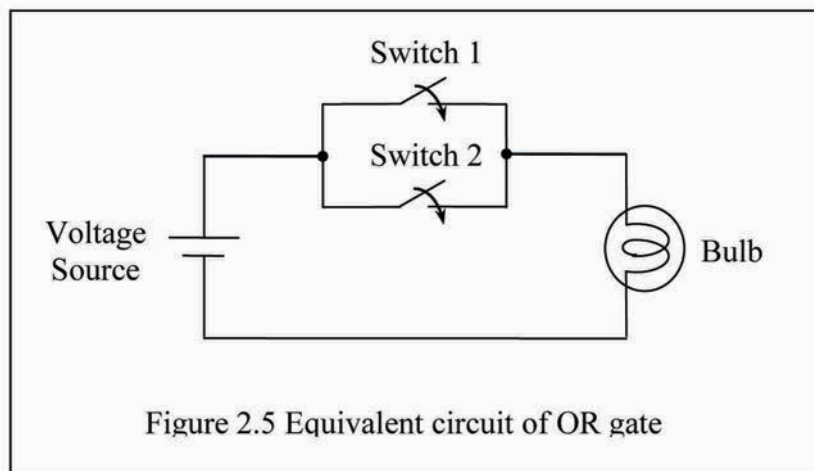 Switch 1
Switch 2
Voltage
Source
Bulb
Figure 2.5 Equivalent circuit of OR gate